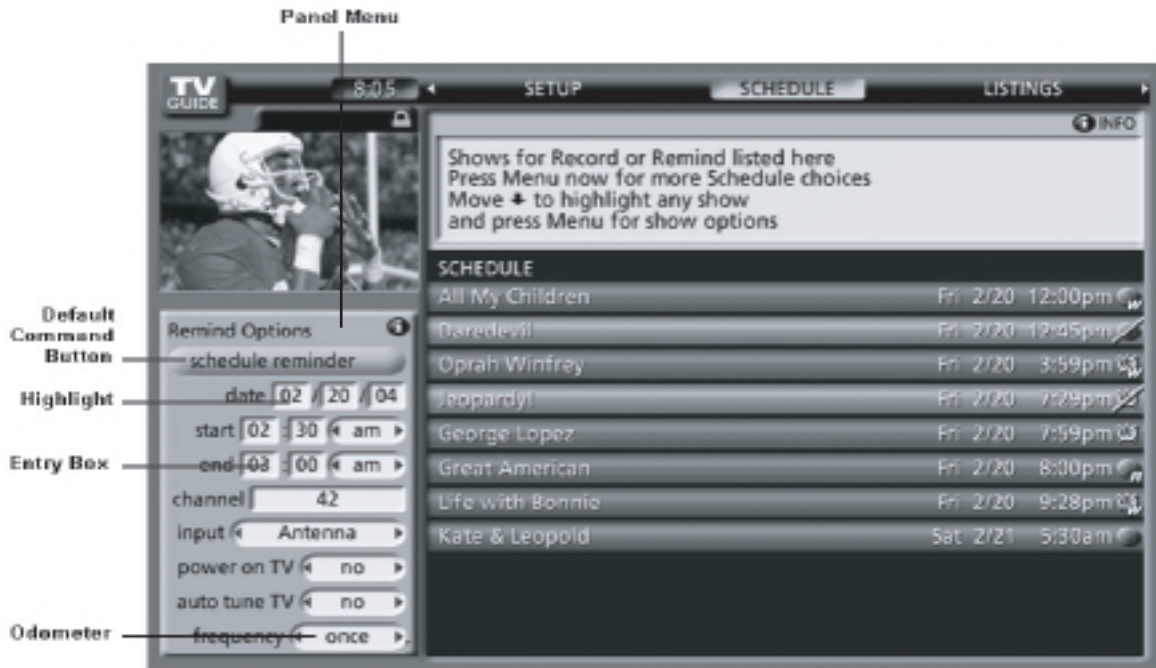 Panel Menu
TV GUIDE
8:05
SETUP
SCHEDULE
LISTINGS
INFO
Shows for Record or Remind listed here
Press Menu now for more Schedule choices
Move to highlight any show
and press Menu for show options
SCHEDULE
All My Children Fri 2/20 12:00pm W
Daredevil Fri 2/20 12:45pm
Oprah Winfrey Fri 2/20 3:59pm W
Jeopardy! Fri 2/20 7:29pm
George Lopez Fri 2/20 7:59pm
Great American Fri 2/20 8:00pm R
Life with Bonnie Fri 2/20 9:28pm W
Kate & Leopold Sat 2/21 5:30am
Default
Command
Button
Highlight
Entry Box
Odometer
Remind Options
schedule reminder
date 02 / 20 / 04
start 02 : 30 am
end 03 : 00 am
channel 42
input Antenna
power on TV no
auto tune TV no
frequency once